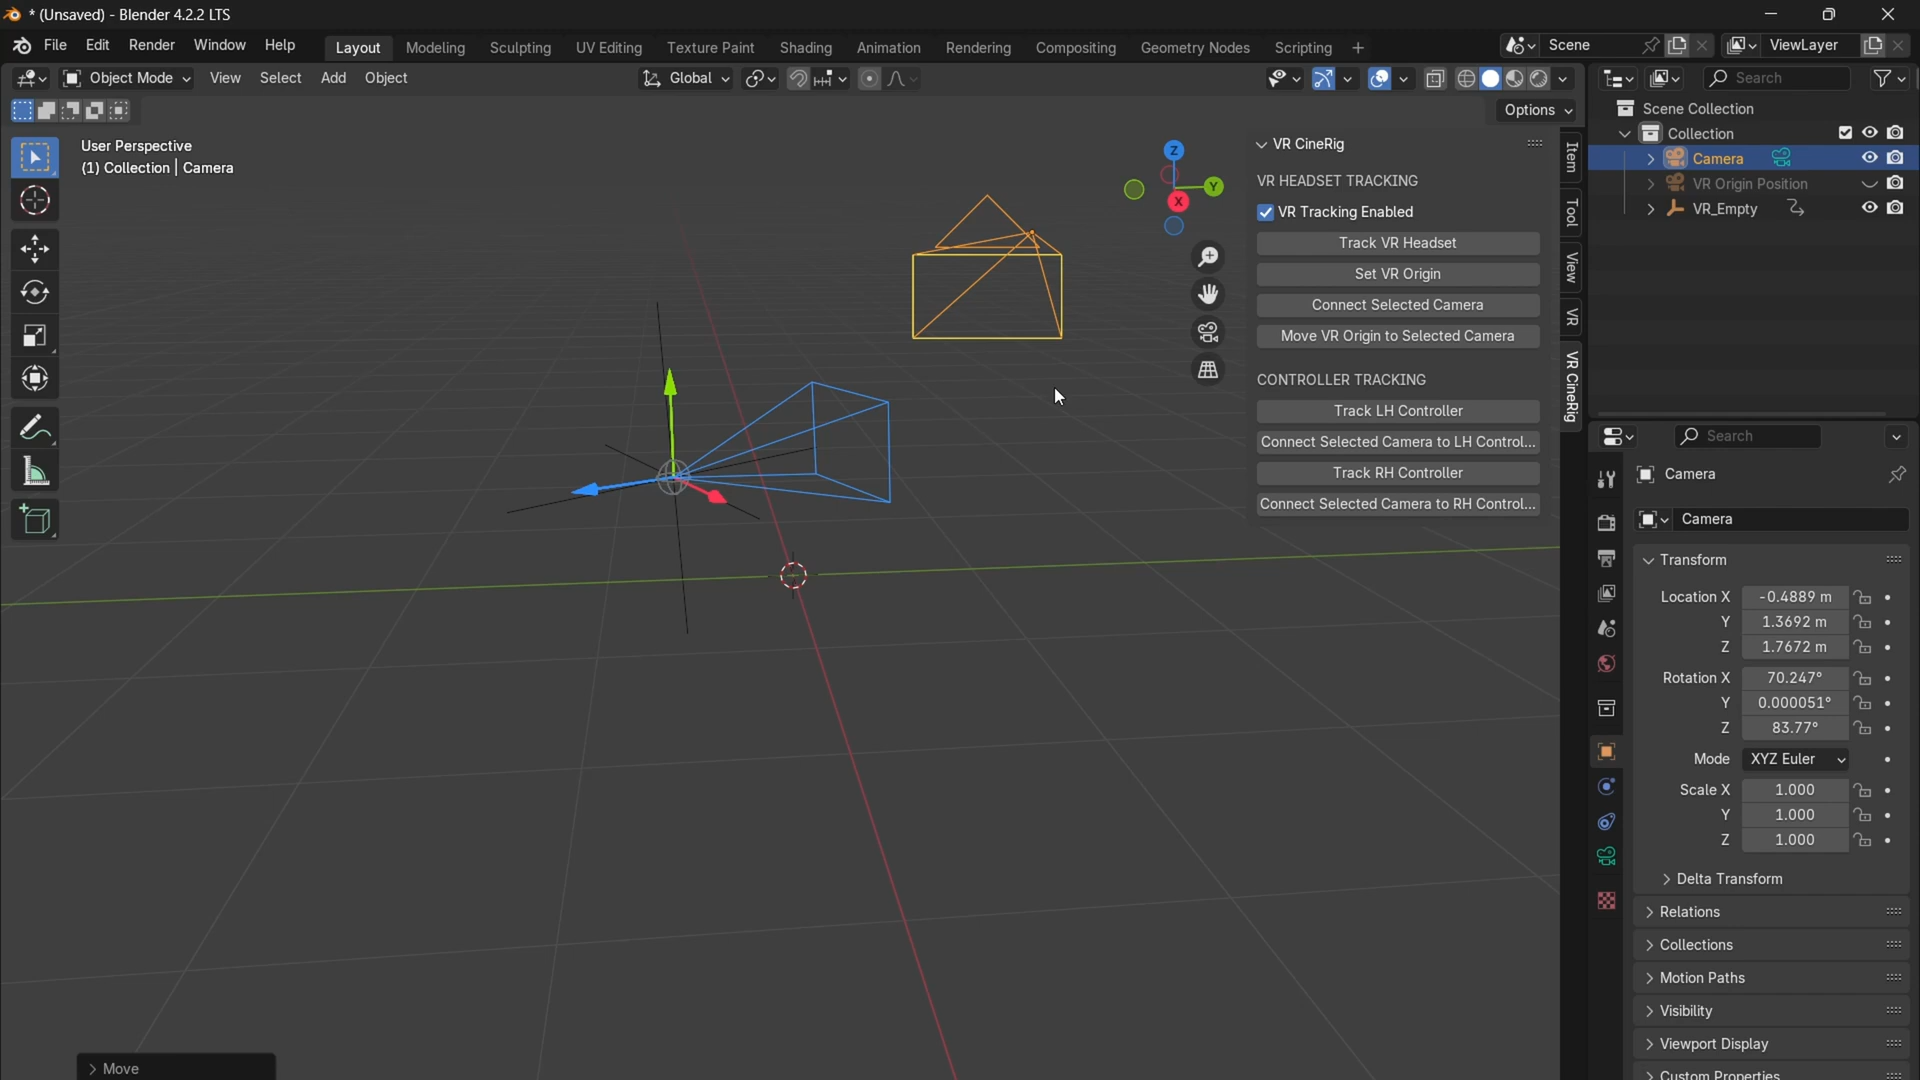 * (Unsaved) - Blender 4.2.2 LTS
File Edit Render Window Help
Layout Modeling Sculpting UV Editing Texture Paint Shading Animation Rendering Compositing Geometry Nodes Scripting +
Scene
ViewLayer
Object Mode View Select Add Object
Global
Search
Options
User Perspective
(1) Collection | Camera
Z
Y
X
VR CineRig
VR HEADSET TRACKING
VR Tracking Enabled
Track VR Headset
Set VR Origin
Connect Selected Camera
Move VR Origin to Selected Camera
CONTROLLER TRACKING
Track LH Controller
Connect Selected Camera to LH Control...
Track RH Controller
Connect Selected Camera to RH Control...
Item
Tool
View
VR
VR CineRig
Scene Collection
Collection
Camera
VR Origin Position
VR_Empty
Search
Camera
Camera
Transform
Location X -0.4889 m
Y 1.3692 m
Z 1.7672 m
Rotation X 70.247°
Y 0.000051°
Z 83.77°
Mode XYZ Euler
Scale X 1.000
Y 1.000
Z 1.000
Delta Transform
Relations
Collections
Motion Paths
Visibility
Viewport Display
Custom Properties
Move